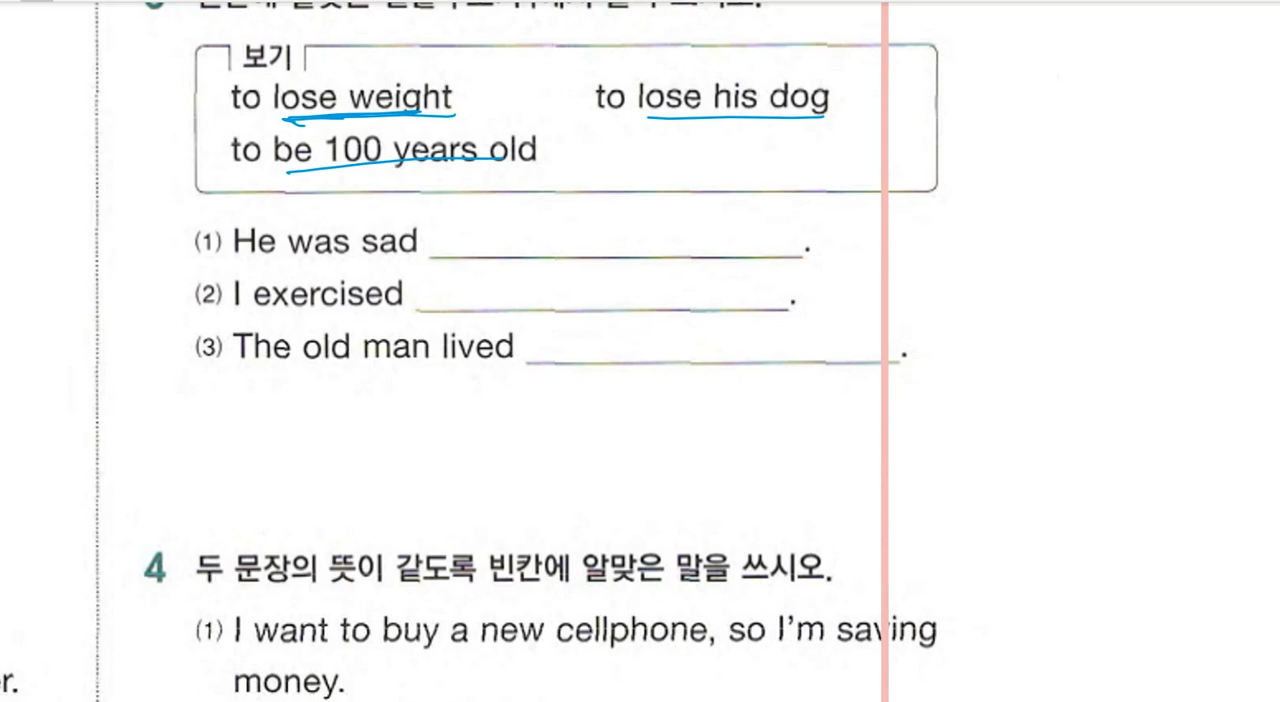 보기
to lose weight to lose his dog
to be 100 years old
(1) He was sad ____________.
(2) I exercised ____________.
(3) The old man lived ____________.
4 두 문장의 뜻이 같도록 빈칸에 알맞은 말을 쓰시오.
(1) I want to buy a new cellphone, so I'm saving
r. money.